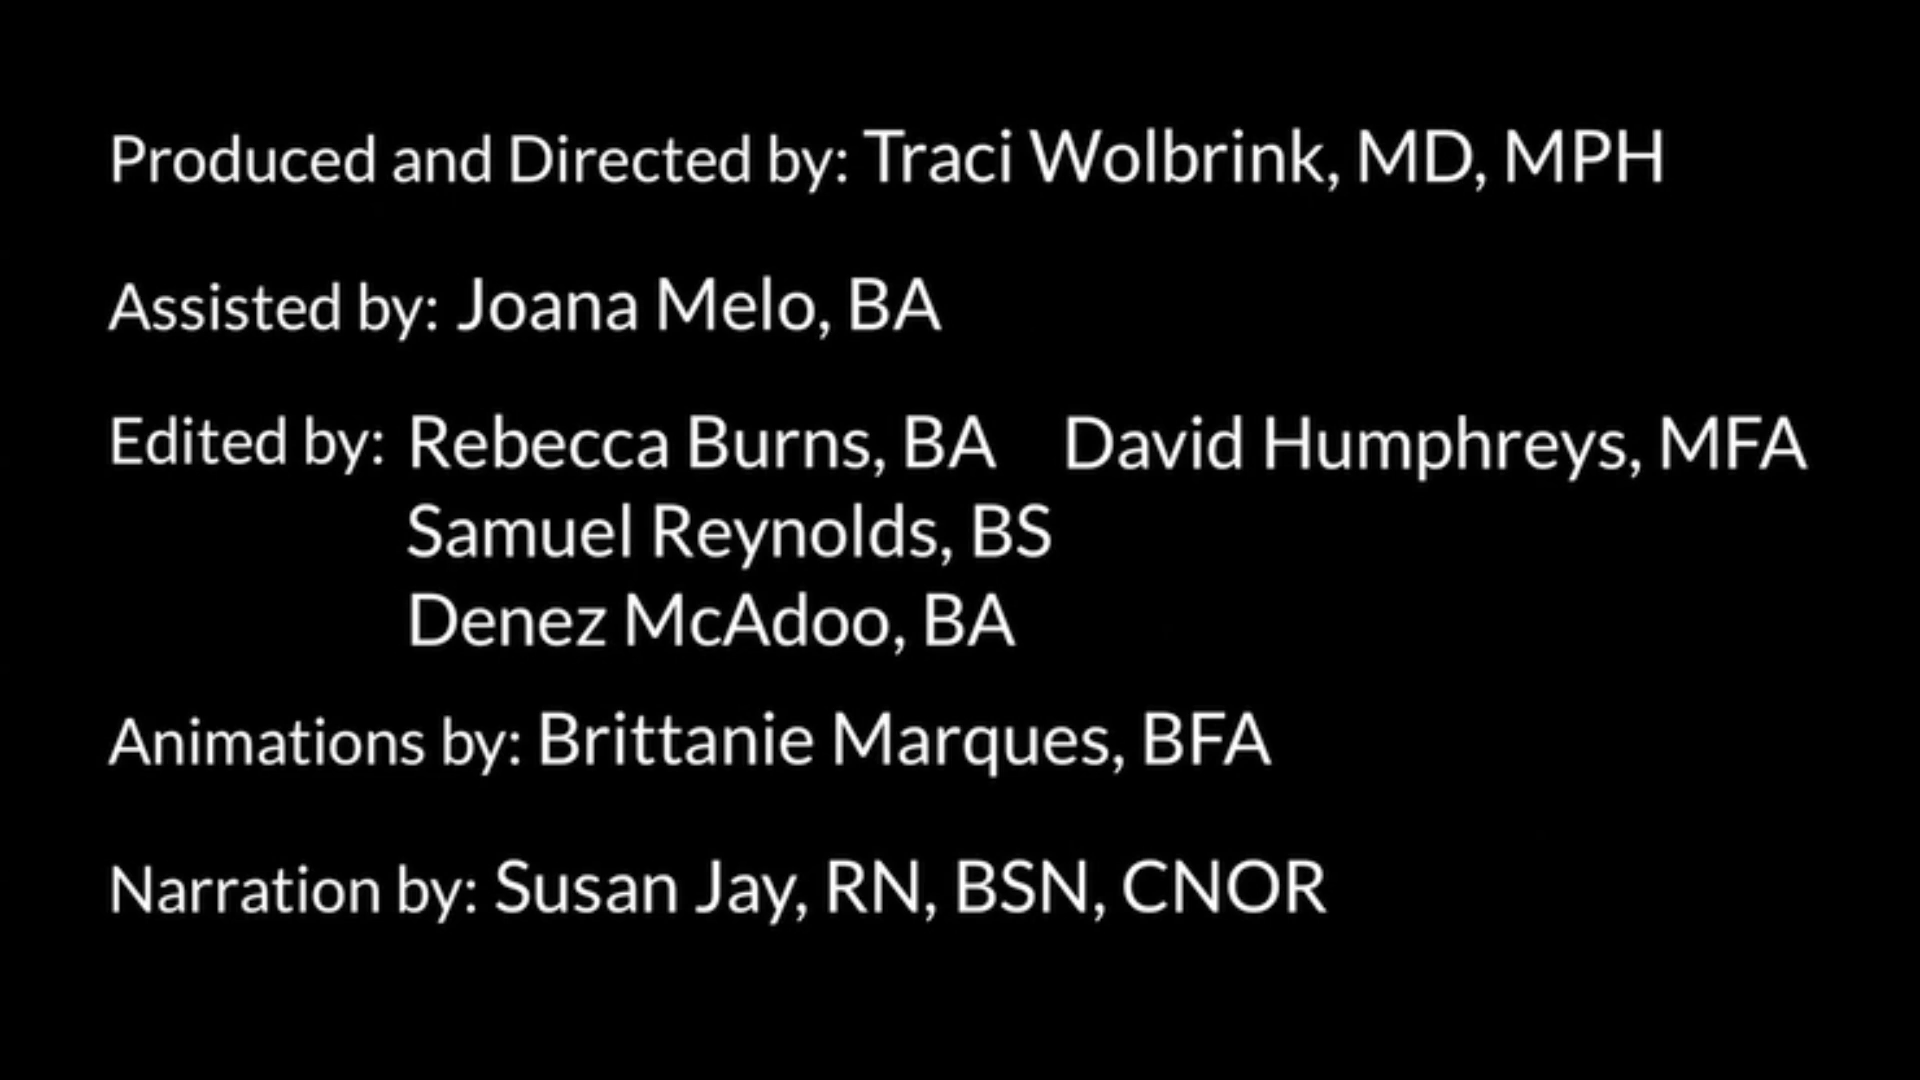 Produced and Directed by: Traci Wolbrink, MD, MPH
Assisted by: Joana Melo, BA
Edited by: Rebecca Burns, BA David Humphreys, MFA
Samuel Reynolds, BS
Denez McAdoo, BA
Animations by: Brittanie Marques, BFA
Narration by: Susan Jay, RN, BSN, CNOR